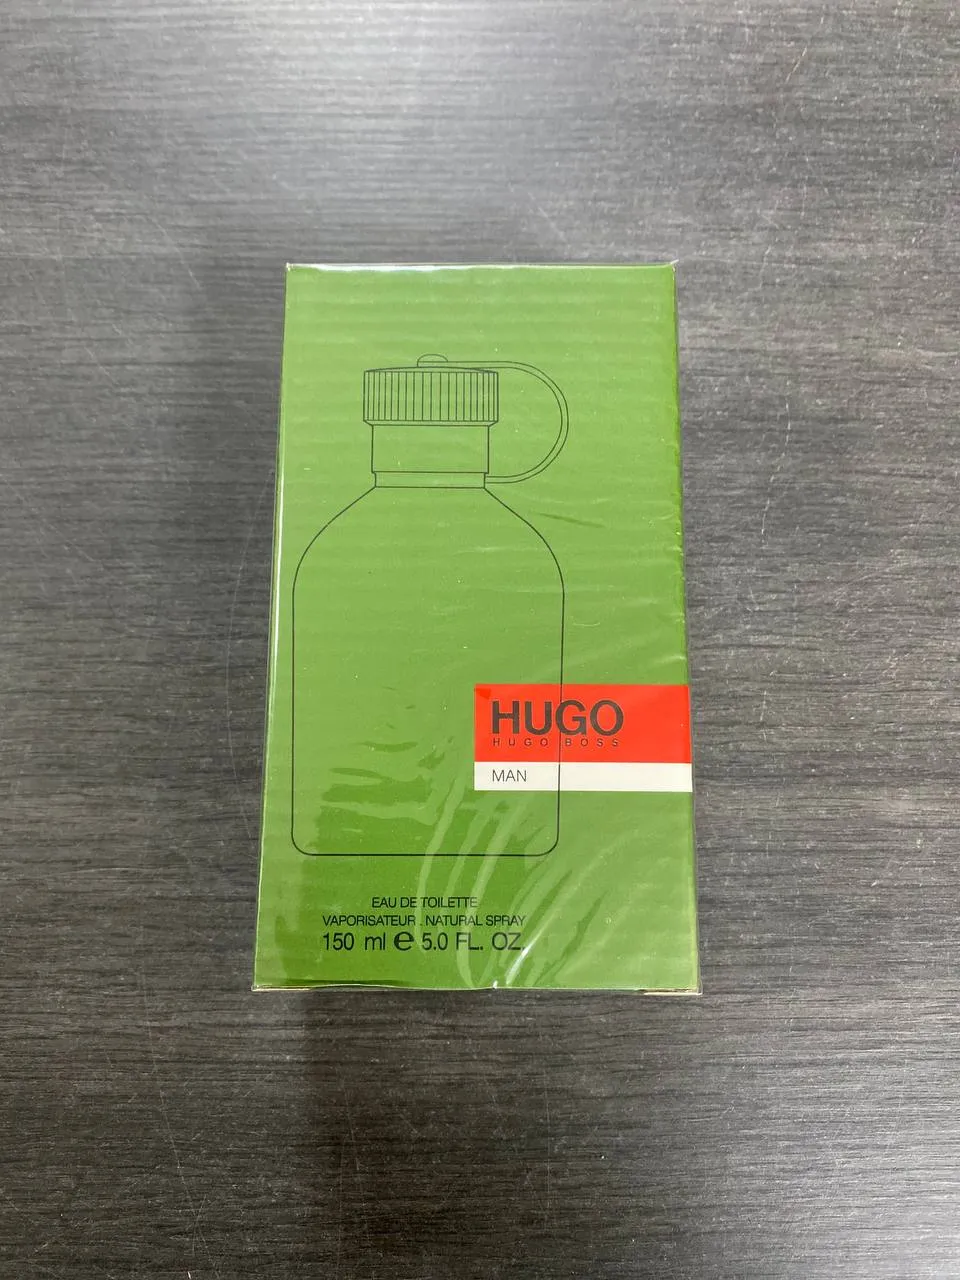 HUGO
HUGO BOSS
MAN
EAU DE TOILETTE
VAPORISATEUR . NATURAL SPRAY
150 ml ℮ 5.0 FL. OZ.